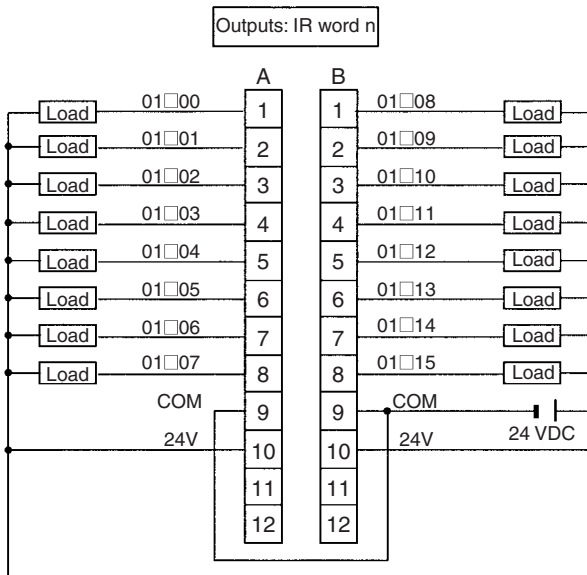 Outputs: IR word n
A B
Load 01□00 1 1 01□08 Load
Load 01□01 2 2 01□09 Load
Load 01□02 3 3 01□10 Load
Load 01□03 4 4 01□11 Load
Load 01□04 5 5 01□12 Load
Load 01□05 6 6 01□13 Load
Load 01□06 7 7 01□14 Load
Load 01□07 8 8 01□15 Load
COM 9 9 COM
24 VDC
24V 10 10 24V
11 11
12 12